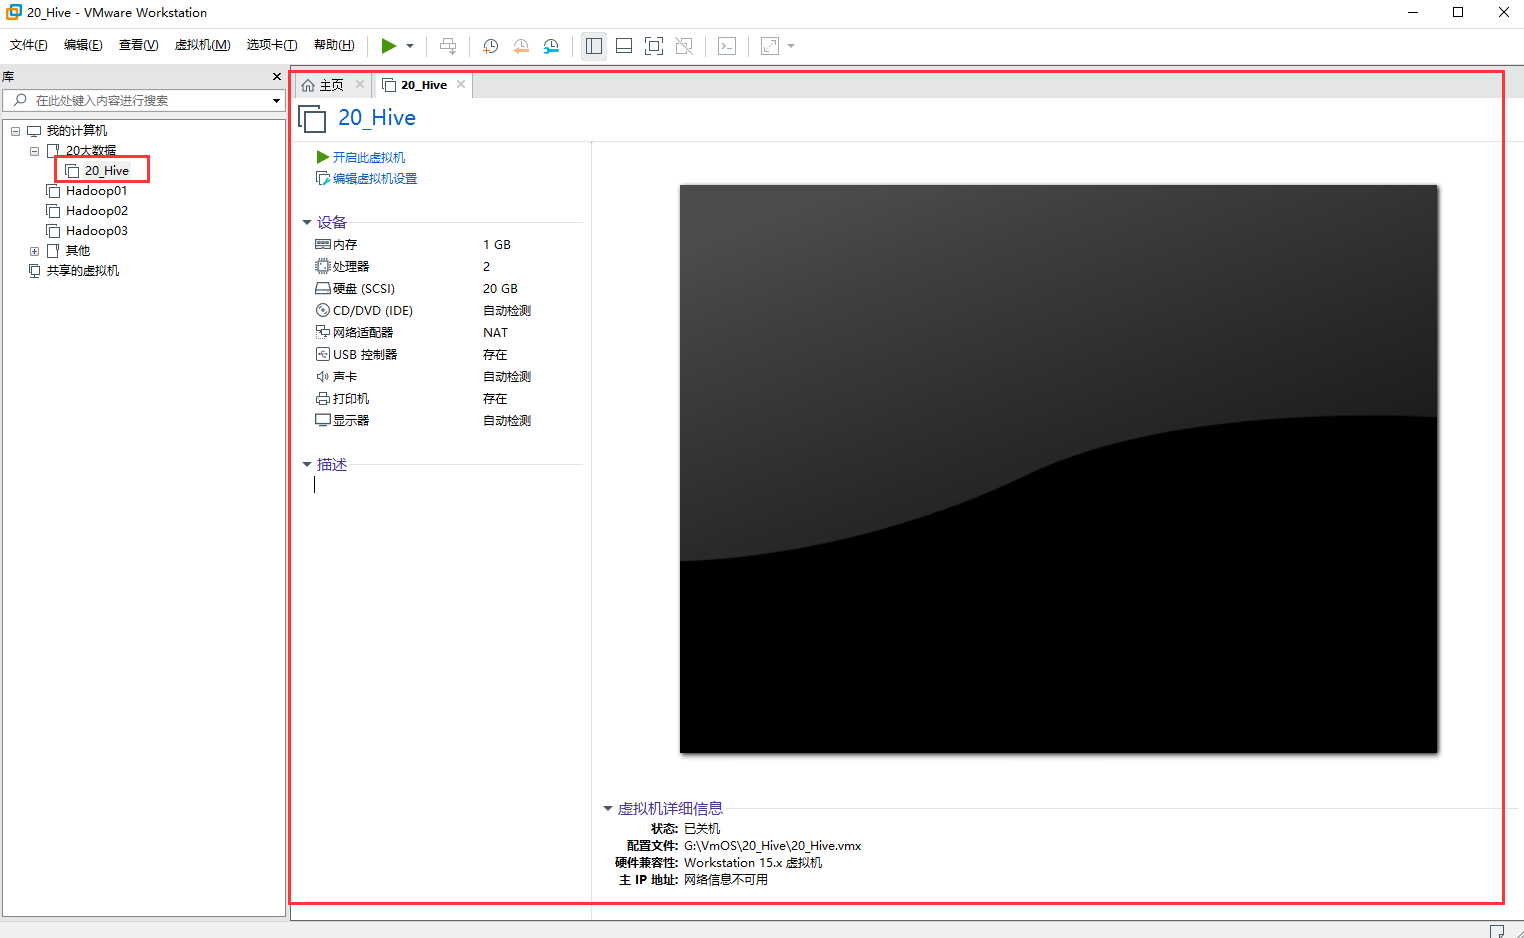 20_Hive - VMware Workstation
文件(F) 编辑(E) 查看(V) 虚拟机(M) 选项卡(T) 帮助(H)
库
在此处键入内容进行搜索
我的计算机
20大数据
20_Hive
Hadoop01
Hadoop02
Hadoop03
其他
共享的虚拟机
主页 20_Hive
20_Hive
开启此虚拟机
编辑虚拟机设置
设备
内存 1 GB
处理器 2
硬盘 (SCSI) 20 GB
CD/DVD (IDE) 自动检测
网络适配器 NAT
USB 控制器 存在
声卡 自动检测
打印机 存在
显示器 自动检测
描述
虚拟机详细信息
状态: 已关机
配置文件: G:\VmOS\20_Hive\20_Hive.vmx
硬件兼容性: Workstation 15.x 虚拟机
主 IP 地址: 网络信息不可用